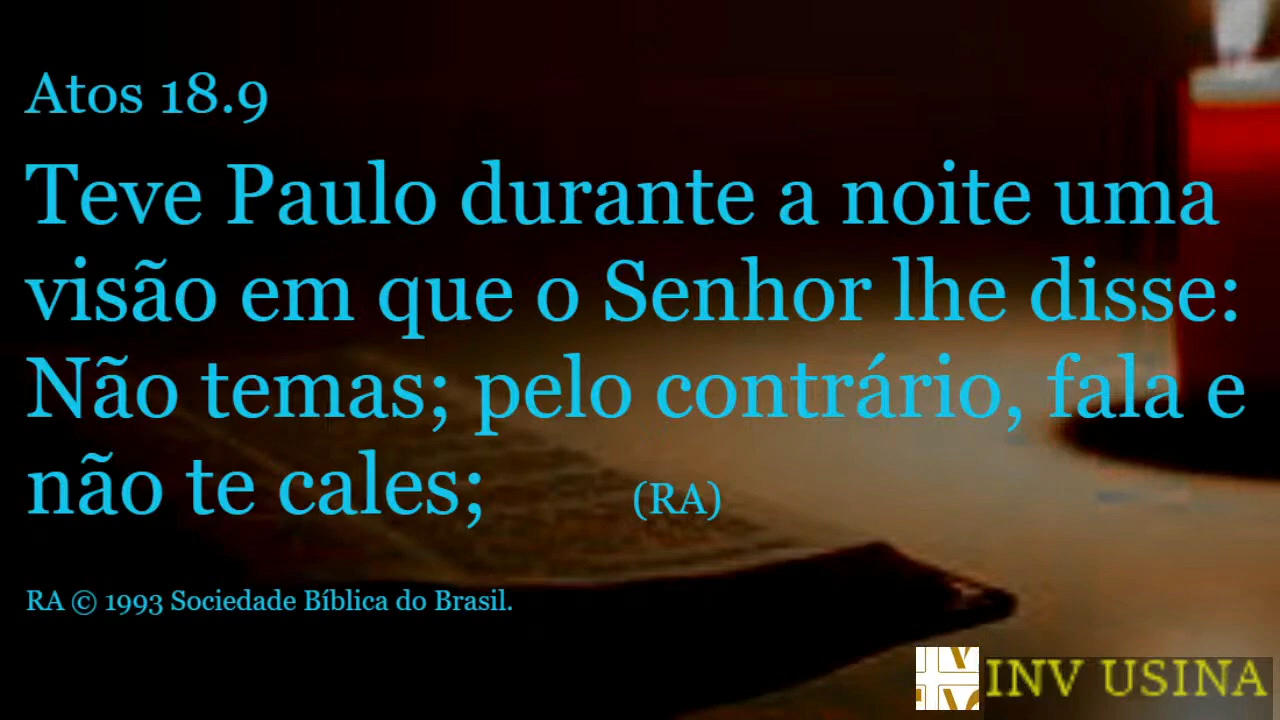 Atos 18.9
Teve Paulo durante a noite uma
visão em que o Senhor lhe disse:
Não temas; pelo contrário, fala e
não te cales; (RA)
RA © 1993 Sociedade Bíblica do Brasil.
INV USINA